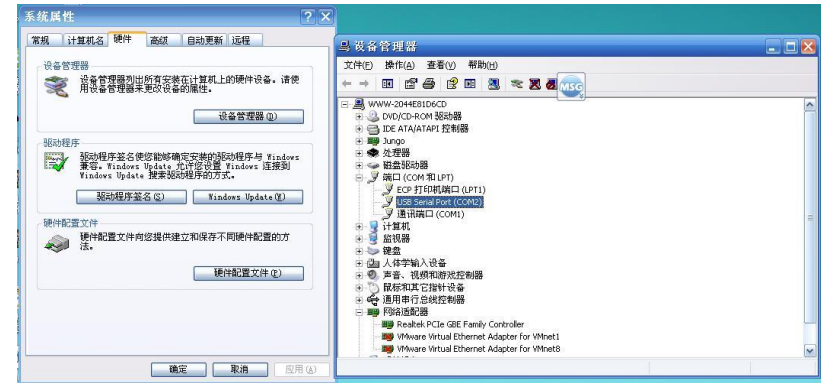 系统属性
常规 计算机名 硬件 高级 自动更新 远程
设备管理器
设备管理器列出所有安装在计算机上的硬件设备。请使
用设备管理器来更改设备的属性。
设备管理器(D)
驱动程序
驱动程序签名使您能够确定安装的驱动程序与 Windows
兼容。Windows Update 允许您设置 Windows 连接到
Windows Update 搜索驱动程序的方式。
驱动程序签名(S) Windows Update(W)
硬件配置文件
硬件配置文件向您提供建立和保存不同硬件配置的方
法。
硬件配置文件(P)
确定 取消 应用(A)
设备管理器
文件(F) 操作(A) 查看(V) 帮助(H)
MSG
WWW-2044E81D6CD
DVD/CD-ROM 驱动器
IDE ATA/ATAPI 控制器
Jungo
处理器
磁盘驱动器
端口 (COM 和 LPT)
ECP 打印机端口 (LPT1)
USB Serial Port (COM2)
通讯端口 (COM1)
计算机
监视器
键盘
人体学输入设备
声音、视频和游戏控制器
鼠标和其它指针设备
通用串行总线控制器
网络适配器
Realtek PCIe GBE Family Controller
VMware Virtual Ethernet Adapter for VMnet1
VMware Virtual Ethernet Adapter for VMnet8